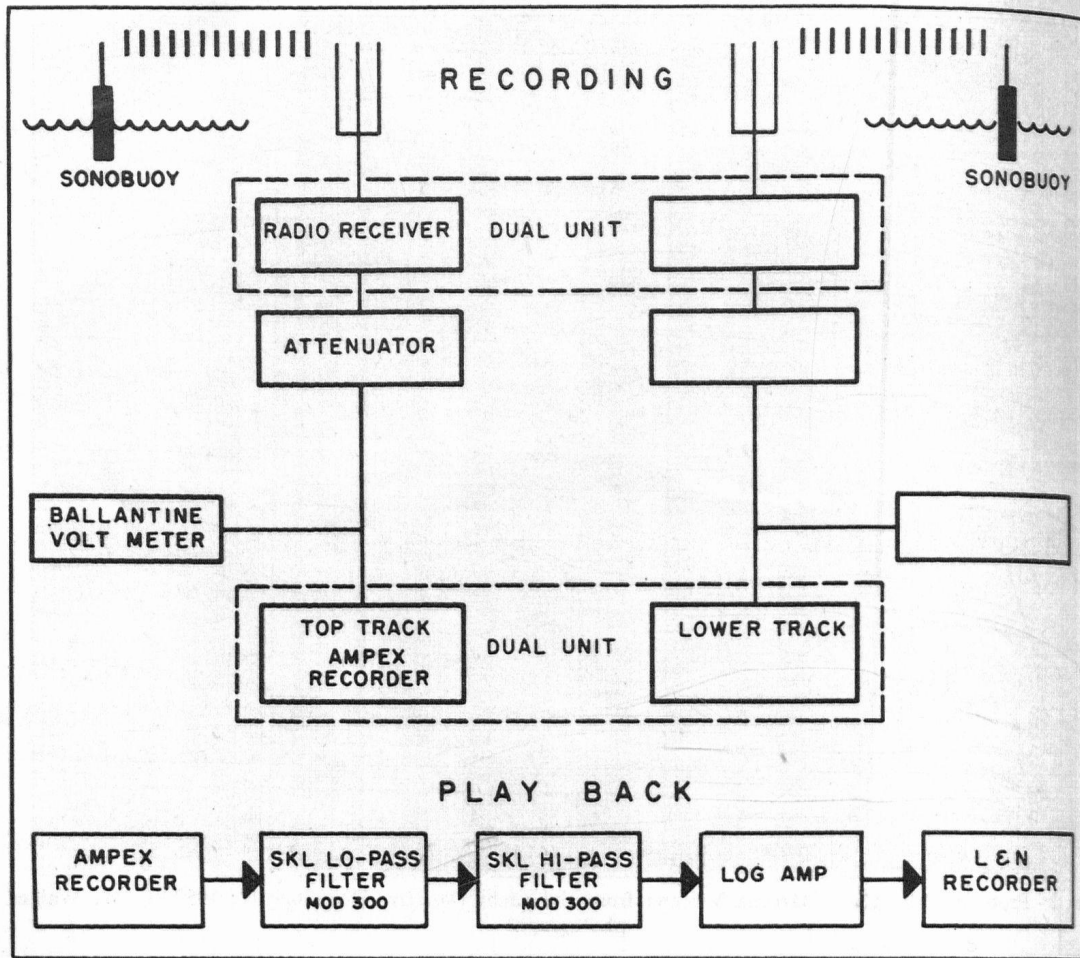 RECORDING
SONOBUOY
SONOBUOY
RADIO RECEIVER
DUAL UNIT
ATTENUATOR
BALLANTINE
VOLT METER
TOP TRACK
AMPEX
RECORDER
DUAL UNIT
LOWER TRACK
PLAY BACK
AMPEX
RECORDER
SKL LO-PASS
FILTER
MOD 300
SKL HI-PASS
FILTER
MOD 300
LOG AMP
L&N
RECORDER